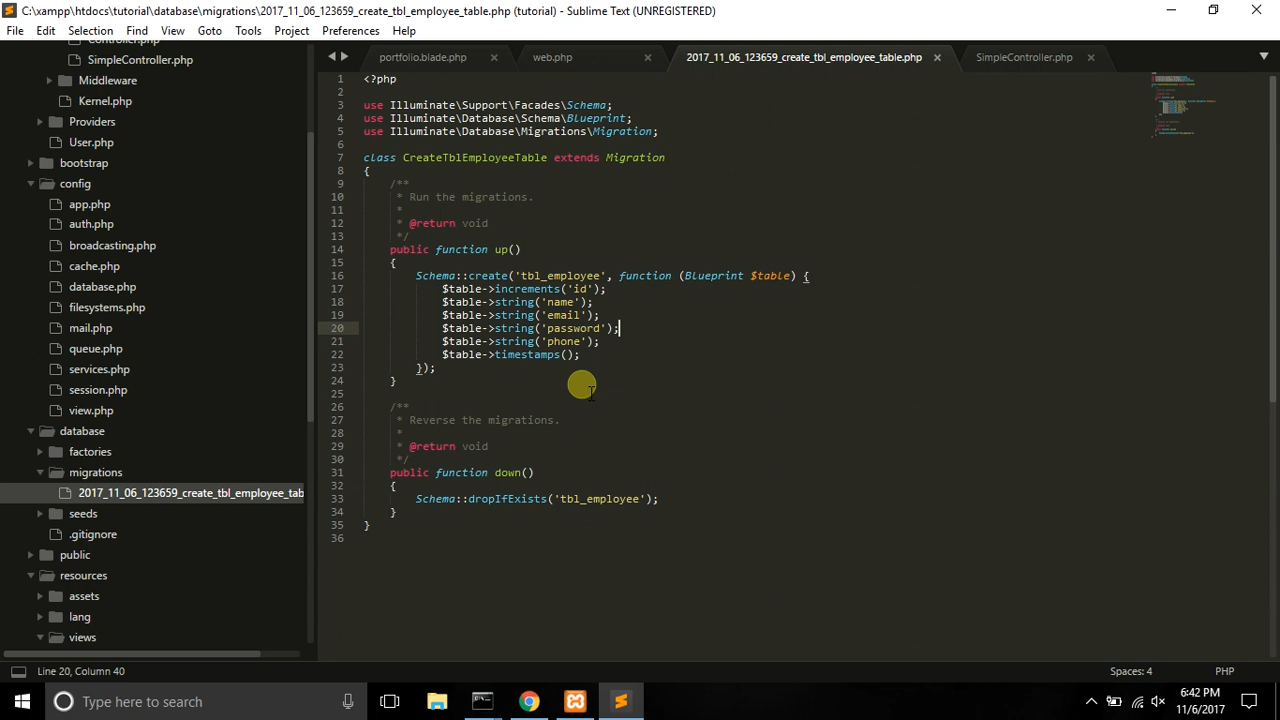 C:\xampp\htdocs\tutorial\database\migrations\2017_11_06_123659_create_tbl_employee_table.php (tutorial) - Sublime Text (UNREGISTERED)
File Edit Selection Find View Goto Tools Project Preferences Help
portfolio.blade.php web.php 2017_11_06_123659_create_tbl_employee_table.php SimpleController.php
Controller.php
SimpleController.php
Middleware
Kernel.php
Providers
User.php
bootstrap
config
app.php
auth.php
broadcasting.php
cache.php
database.php
filesystems.php
mail.php
queue.php
services.php
session.php
view.php
database
factories
migrations
2017_11_06_123659_create_tbl_employee_tab
seeds
.gitignore
public
resources
assets
lang
views
1 <?php
2
3 use Illuminate\Support\Facades\Schema;
4 use Illuminate\Database\Schema\Blueprint;
5 use Illuminate\Database\Migrations\Migration;
6
7 class CreateTblEmployeeTable extends Migration
8 {
9 /**
10 * Run the migrations.
11 *
12 * @return void
13 */
14 public function up()
15 {
16 Schema::create('tbl_employee', function (Blueprint $table) {
17 $table->increments('id');
18 $table->string('name');
19 $table->string('email');
20 $table->string('password');
21 $table->string('phone');
22 $table->timestamps();
23 });
24 }
25
26 /**
27 * Reverse the migrations.
28 *
29 * @return void
30 */
31 public function down()
32 {
33 Schema::dropIfExists('tbl_employee');
34 }
35 }
36
Line 20, Column 40 Spaces: 4 PHP
Type here to search
6:42 PM
11/6/2017